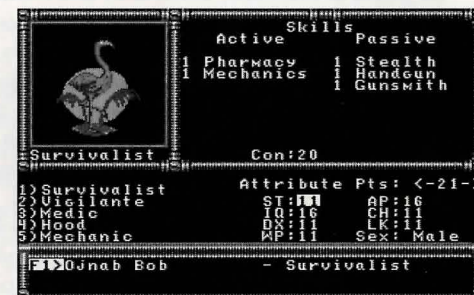 Skills
Active Passive
1 Pharmacy 1 Stealth
1 Mechanics 1 Handgun
1 Gunsmith
Survivalist Con:20
Attribute Pts: <-21-
1)Survivalist ST:11 AP:16
2)Vigilante IQ:16 CH:11
3)Medic DX:11 LK:11
4)Hood WP:11 Sex: Male
5)Mechanic
F1>Ojnab Bob - Survivalist